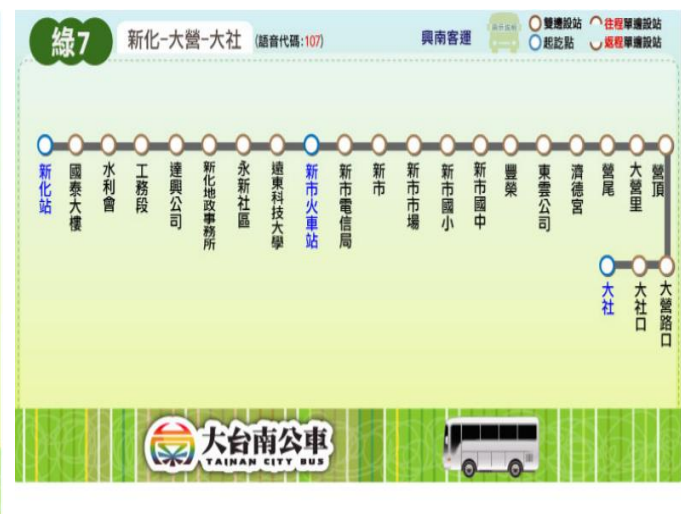 綠7
新化-大營-大社 (語音代碼:107)
興南客運
雙邊設站
往程單邊設站
起訖點
返程單邊設站
新化站
國泰大樓
水利會
工務段
達興公司
新化地政事務所
永新社區
遠東科技大學
新市火車站
新市電信局
新市
新市市場
新市國小
新市國中
豐榮
東雲公司
濟德宮
營尾
大營里
營頂
大營路口
大社口
大社
大台南公車
TAINAN CITY BUS